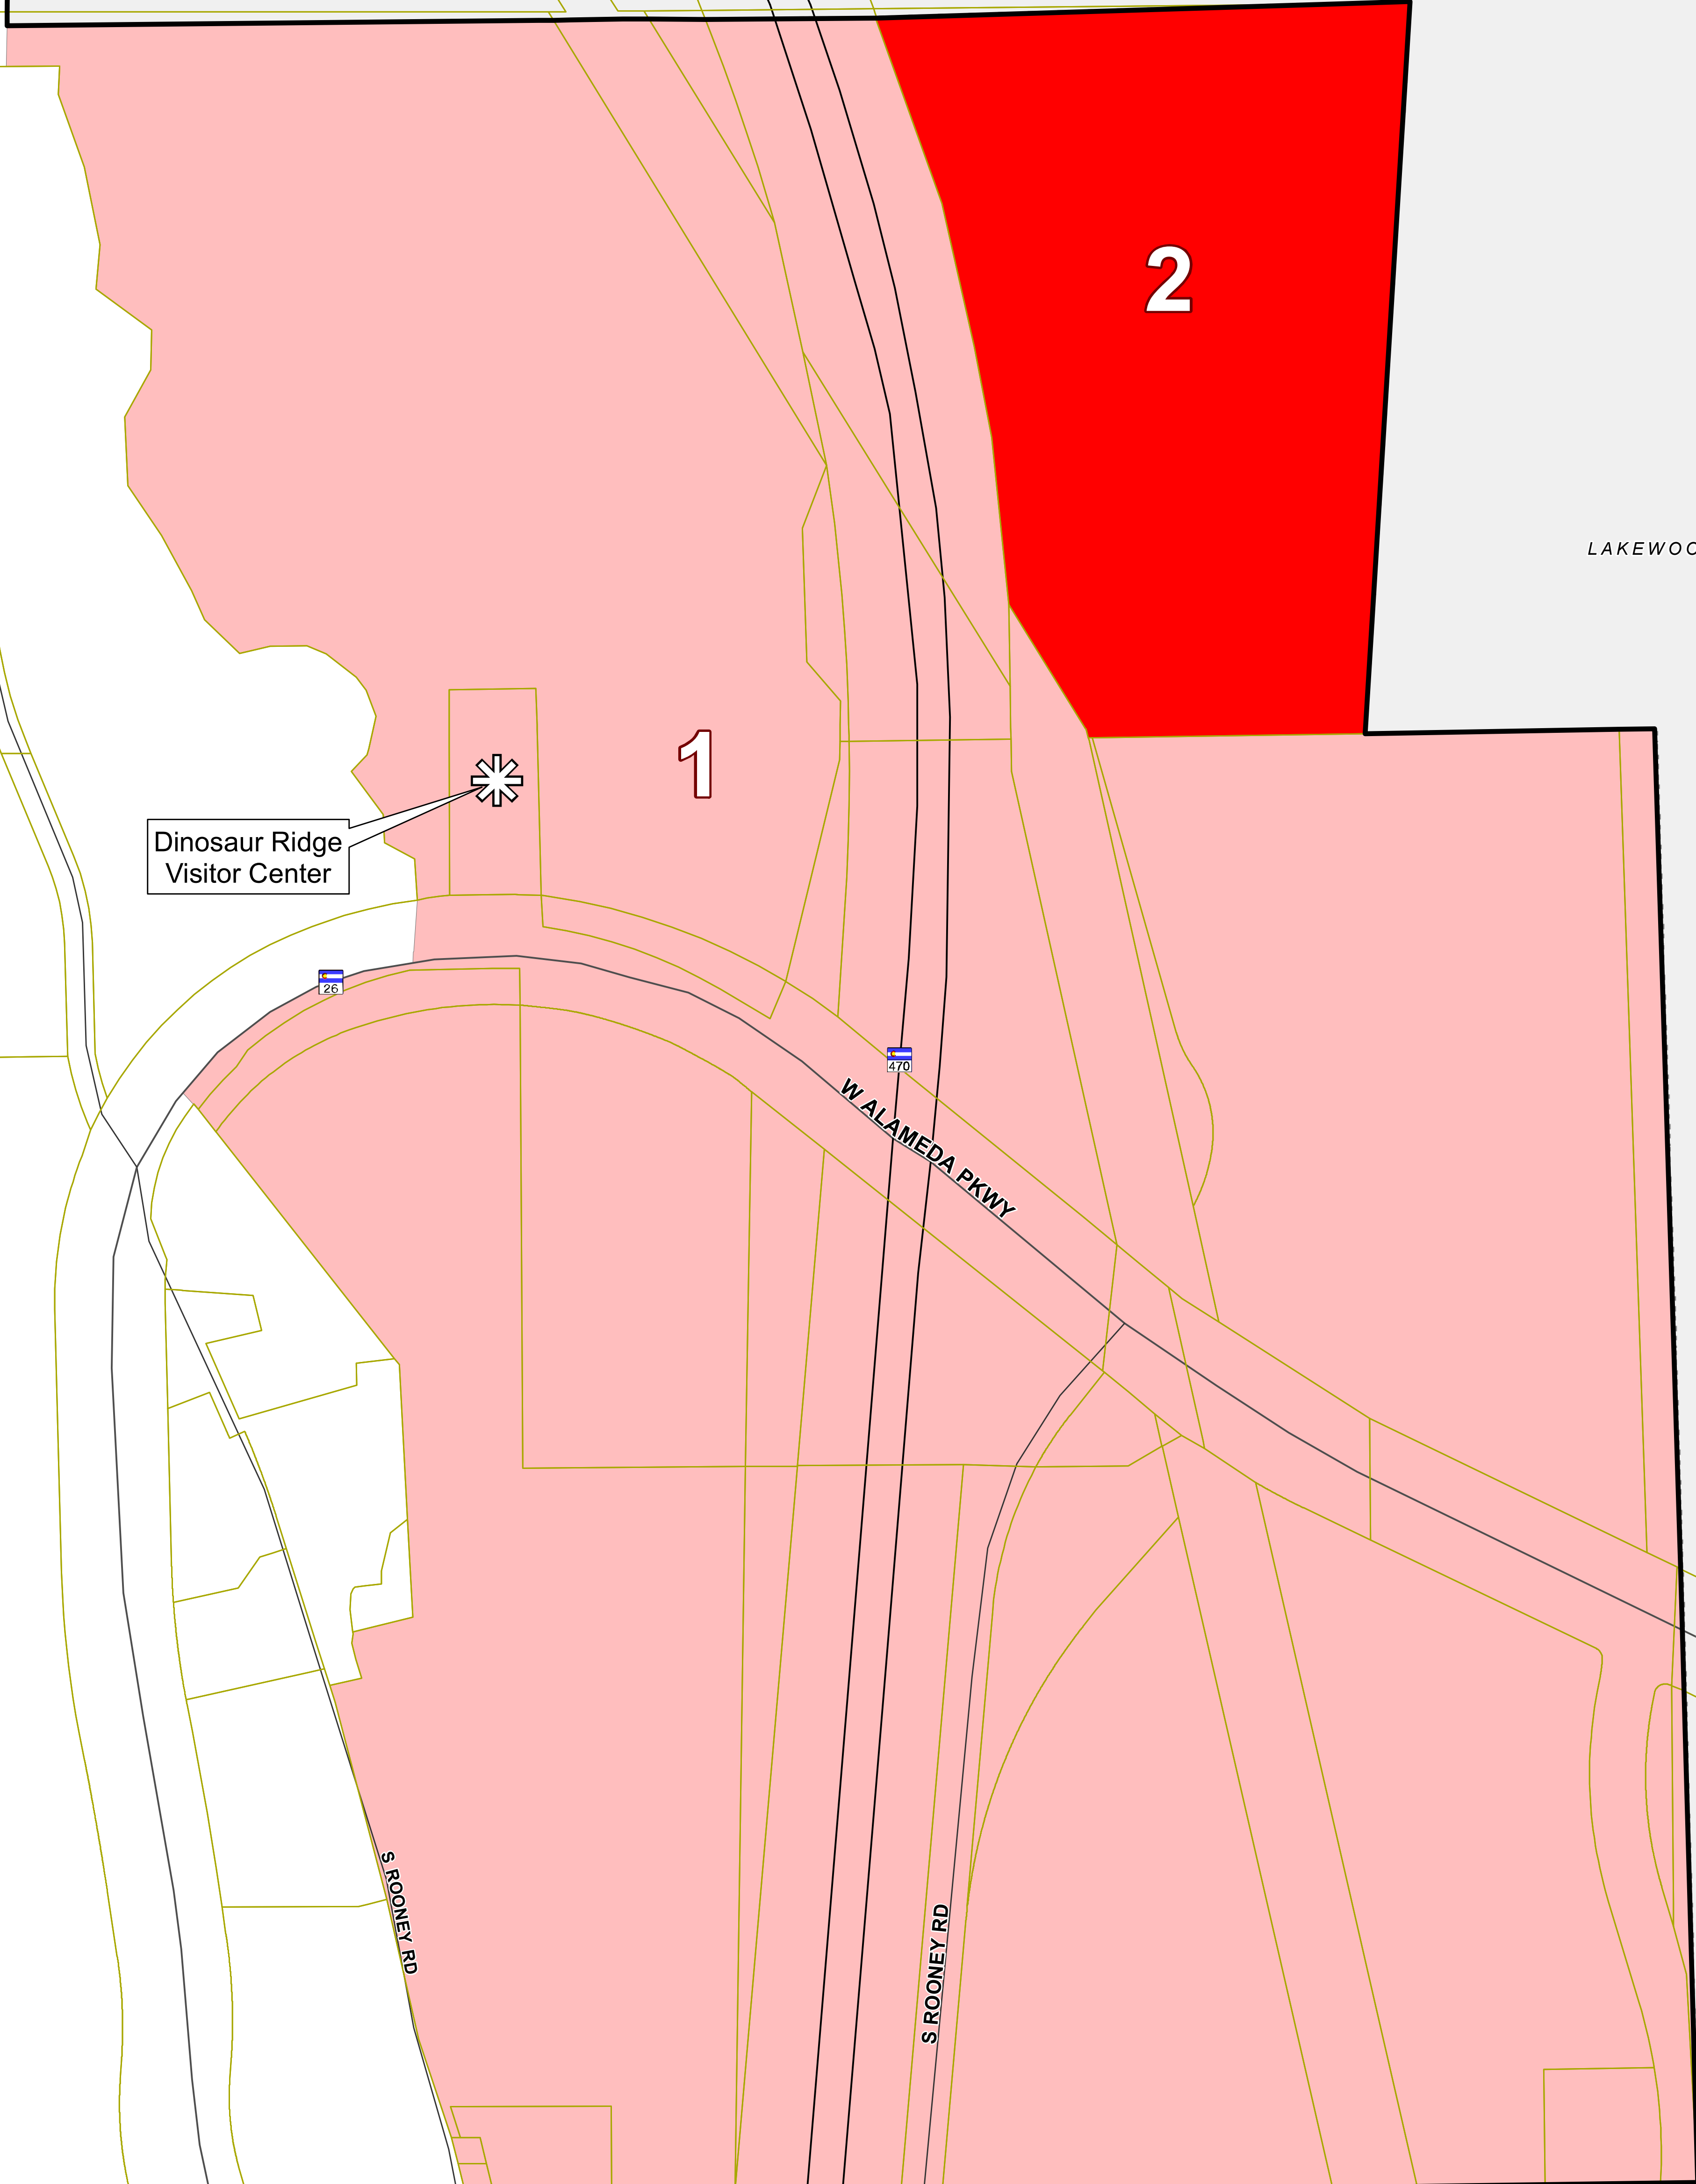 2
LAKEWOO
1
Dinosaur Ridge
Visitor Center
26
470
W ALAMEDA PKWY
S ROONEY RD
S ROONEY RD